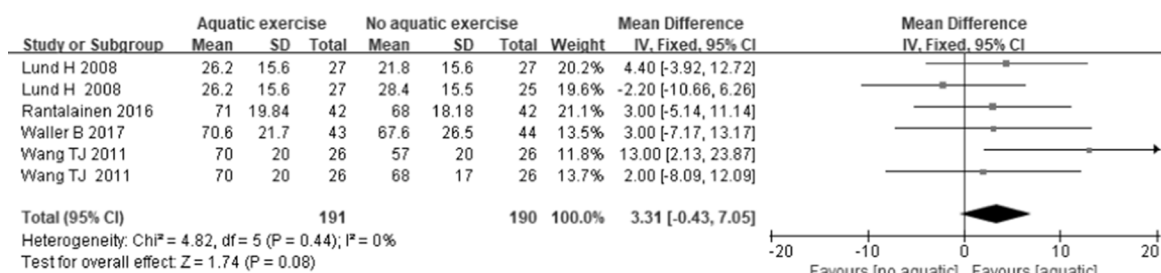 Aquatic exercise No aquatic exercise Mean Difference Mean Difference
Study or Subgroup Mean SD Total Mean SD Total Weight IV, Fixed, 95% CI IV, Fixed, 95% CI
Lund H 2008 26.2 15.6 27 21.8 15.6 27 20.2% 4.40 [-3.92, 12.72]
Lund H 2008 26.2 15.6 27 28.4 15.5 25 19.6% -2.20 [-10.66, 6.26]
Rantalainen 2016 71 19.84 42 68 18.18 42 21.1% 3.00 [-5.14, 11.14]
Waller B 2017 70.6 21.7 43 67.6 26.5 44 13.5% 3.00 [-7.17, 13.17]
Wang TJ 2011 70 20 26 57 20 26 11.8% 13.00 [2.13, 23.87]
Wang TJ 2011 70 20 26 68 17 26 13.7% 2.00 [-8.09, 12.09]
Total (95% CI) 191 190 100.0% 3.31 [-0.43, 7.05]
Heterogeneity: Chi² = 4.82, df = 5 (P = 0.44); I² = 0%
Test for overall effect: Z = 1.74 (P = 0.08)
-20 -10 0 10 20
Favours [no aquatic] Favours [aquatic]